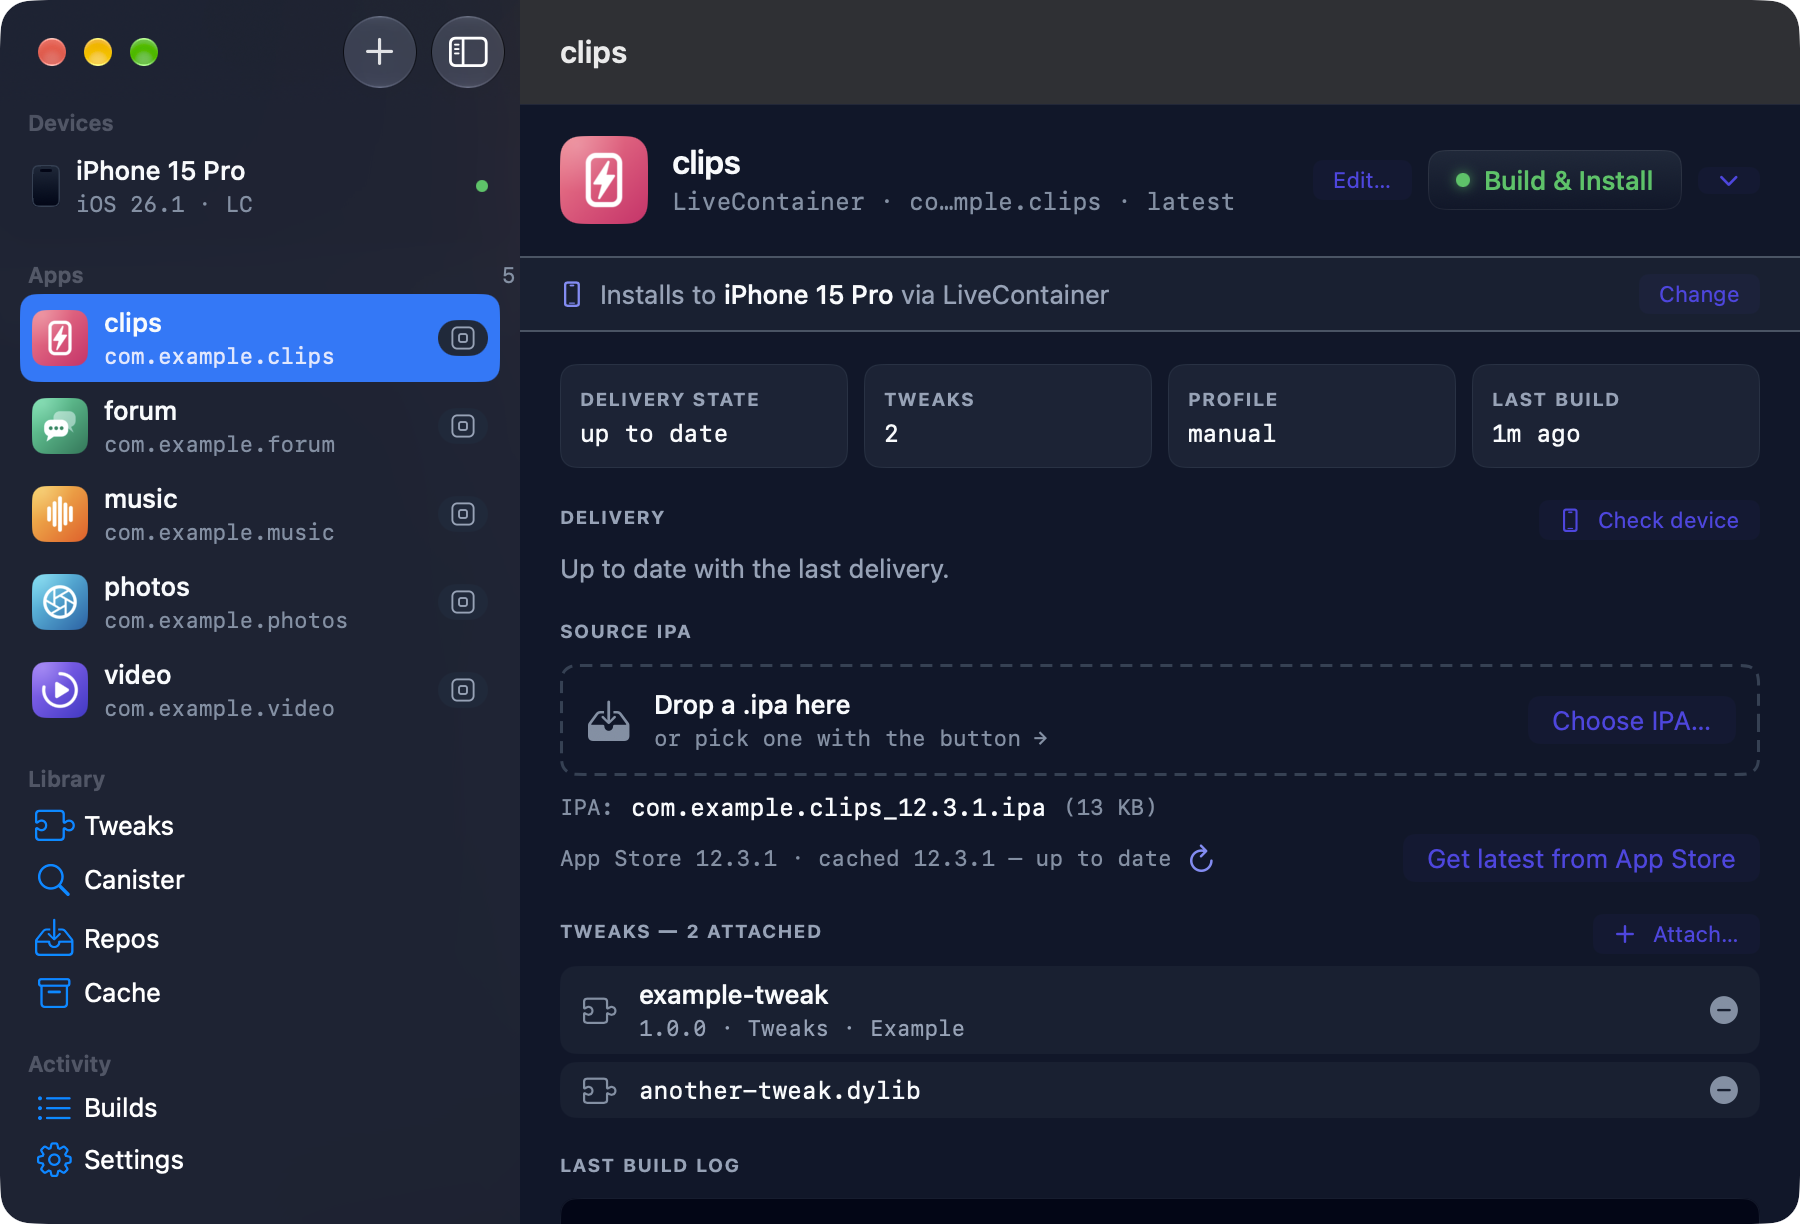 clips
Devices
iPhone 15 Pro
iOS 26.1 · LC
Apps 5
clips
com.example.clips
forum
com.example.forum
music
com.example.music
photos
com.example.photos
video
com.example.video
Library
Tweaks
Canister
Repos
Cache
Activity
Builds
Settings
clips
LiveContainer · co…mple.clips · latest
Edit...
Build & Install
Installs to iPhone 15 Pro via LiveContainer
Change
DELIVERY STATE
up to date
TWEAKS
2
PROFILE
manual
LAST BUILD
1m ago
DELIVERY
Check device
Up to date with the last delivery.
SOURCE IPA
Drop a .ipa here
or pick one with the button →
Choose IPA...
IPA: com.example.clips_12.3.1.ipa (13 KB)
App Store 12.3.1 · cached 12.3.1 — up to date
Get latest from App Store
TWEAKS — 2 ATTACHED
+ Attach...
example-tweak
1.0.0 · Tweaks · Example
another-tweak.dylib
LAST BUILD LOG